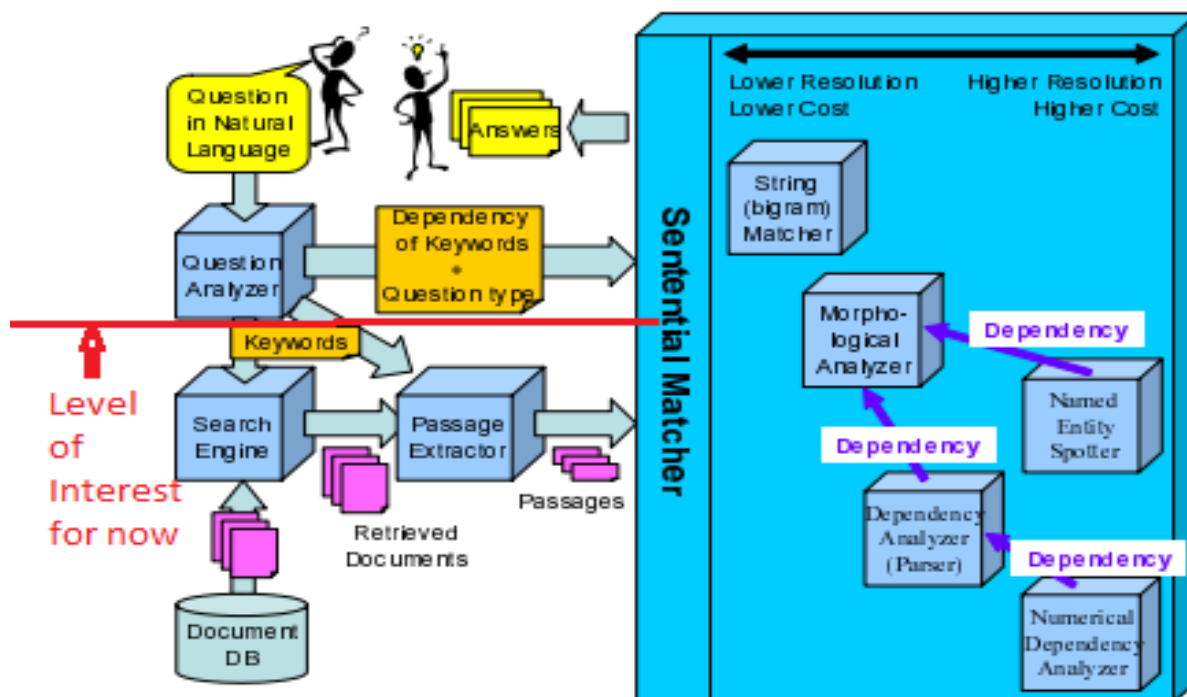 Question
in Natural
Language
?
Answers
Question
Analyzer
Dependency
of Keywords
+
Question type
Keywords
Level
of
Interest
for now
Search
Engine
Passage
Extractor
Retrieved
Documents
Passages
Document
DB
Sentential Matcher
Lower Resolution
Lower Cost
Higher Resolution
Higher Cost
String
(bigram)
Matcher
Morpho-
logical
Analyzer
Dependency
Named
Entity
Spotter
Dependency
Dependency
Analyzer
(Parser)
Dependency
Numerical
Dependency
Analyzer